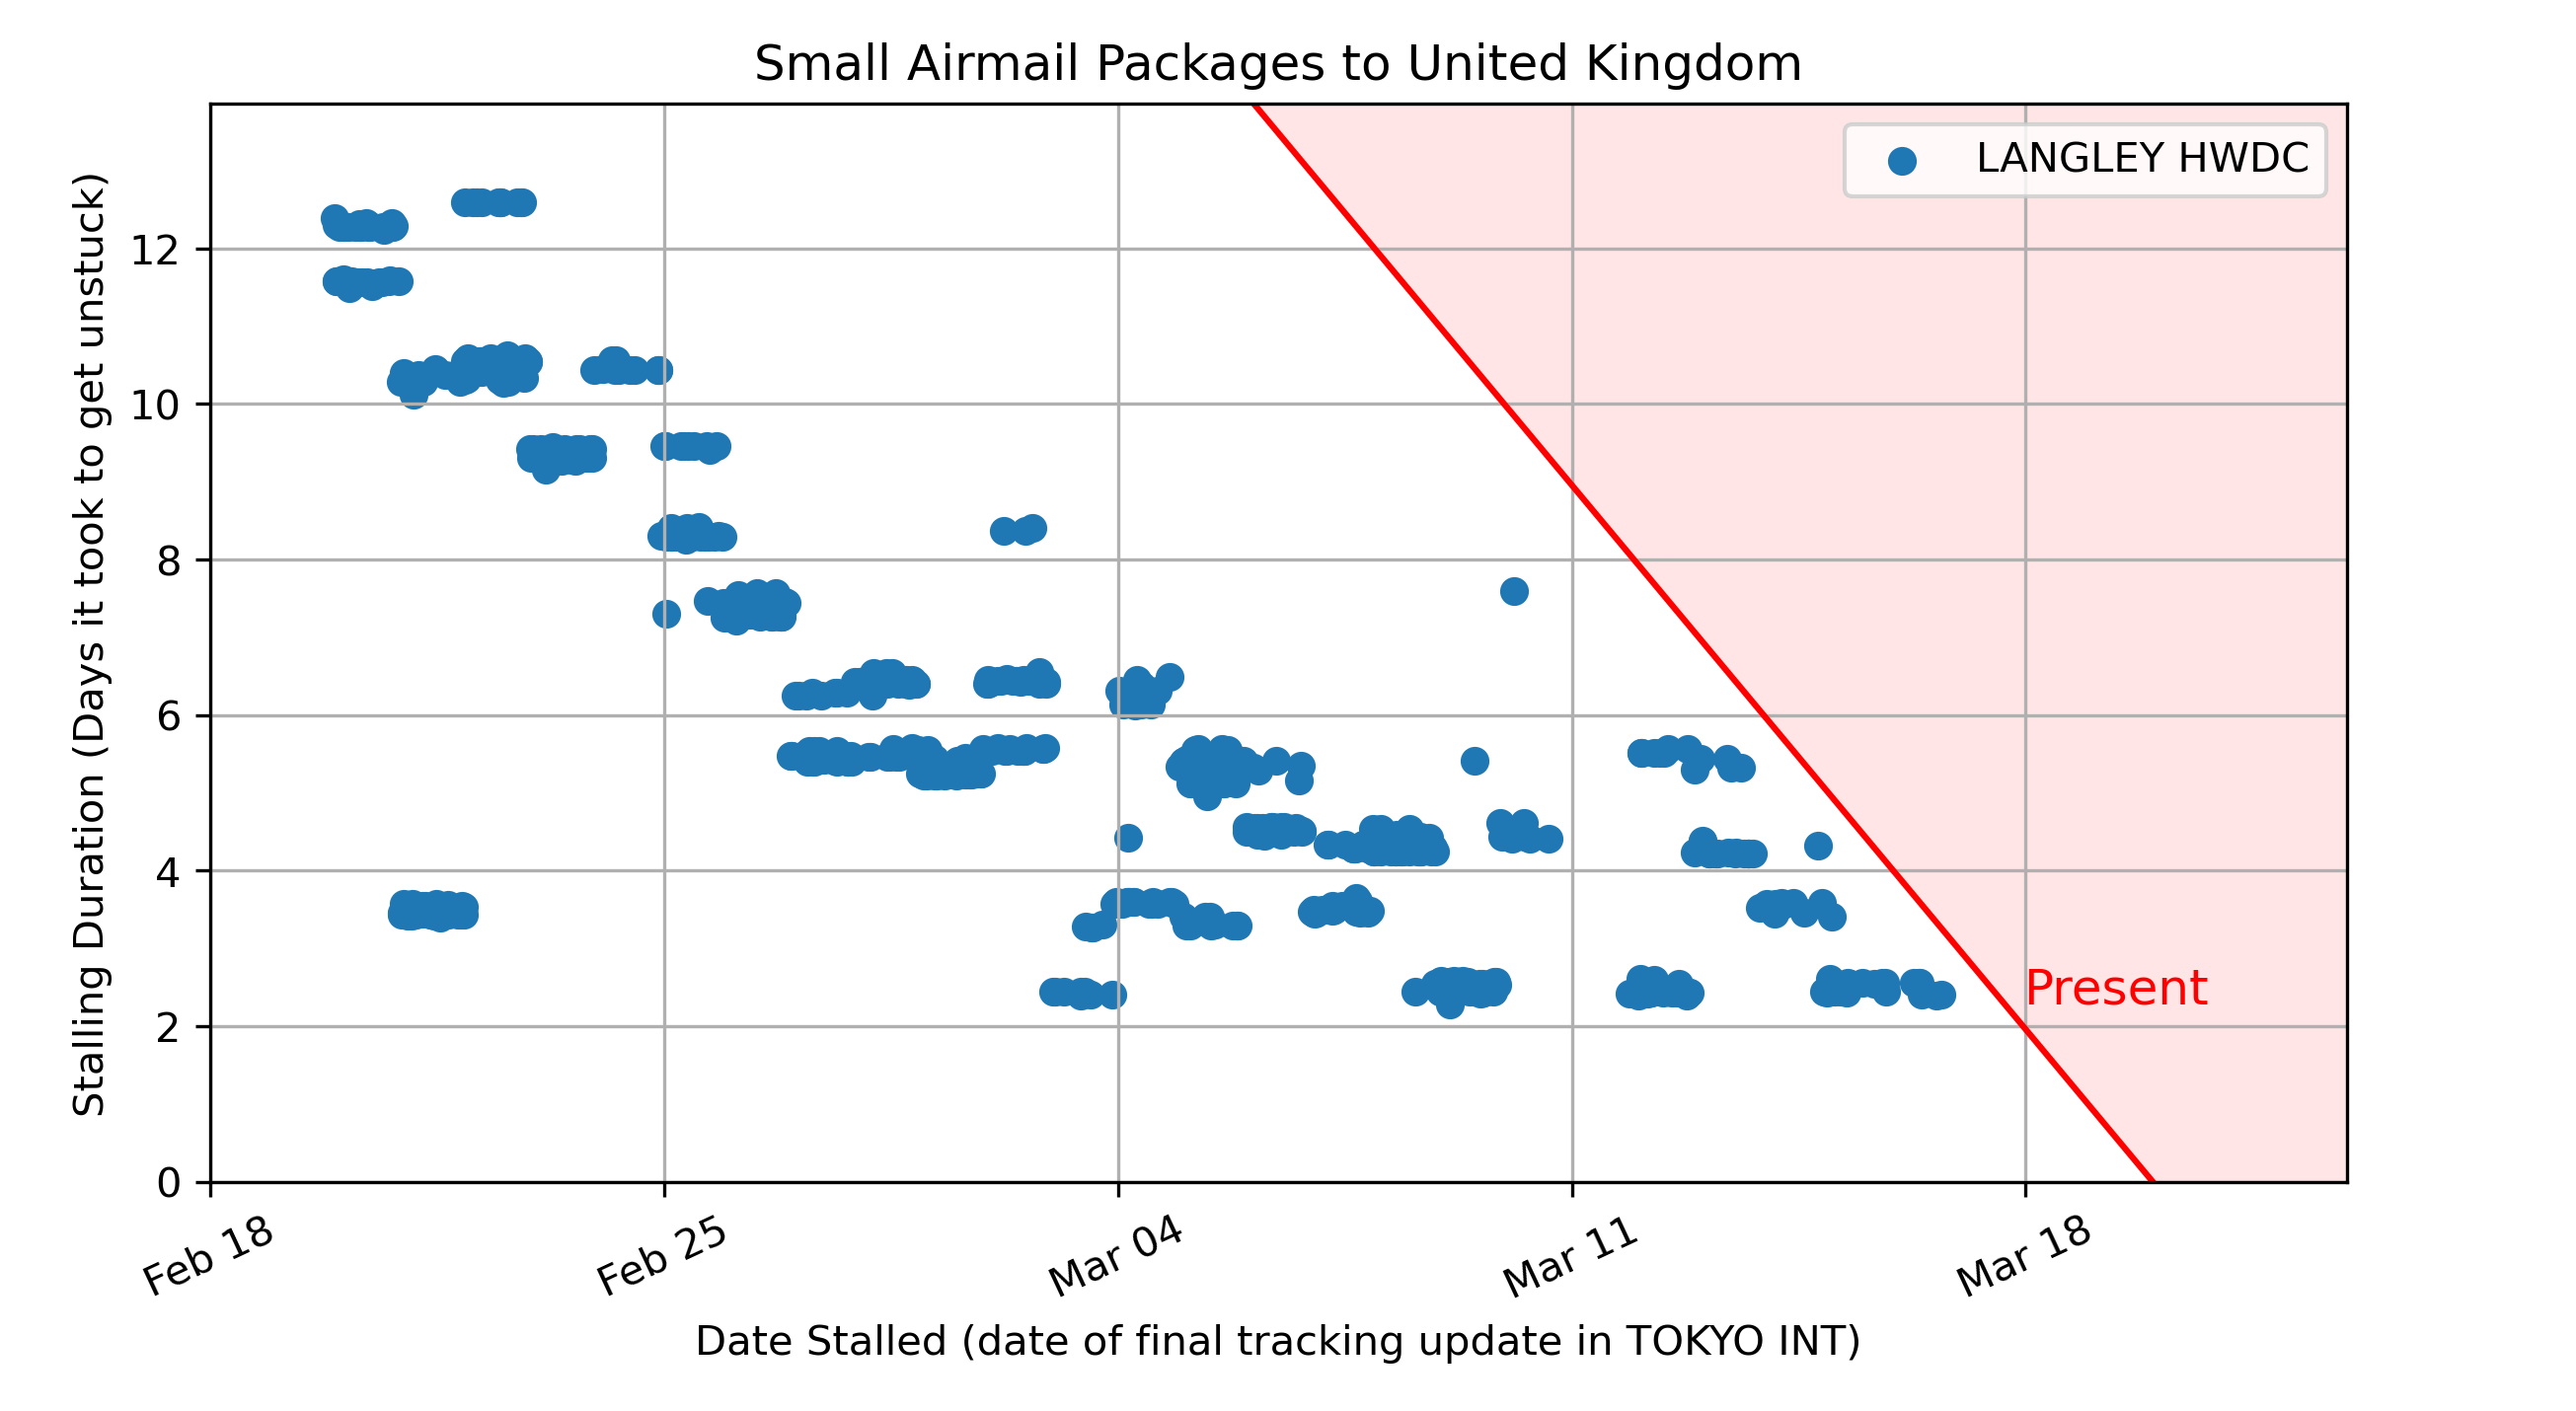 Small Airmail Packages to United Kingdom
LANGLEY HWDC
Stalling Duration (Days it took to get unstuck)
12
10
8
6
4
2
0
Present
Feb 18
Feb 25
Mar 04
Mar 11
Mar 18
Date Stalled (date of final tracking update in TOKYO INT)